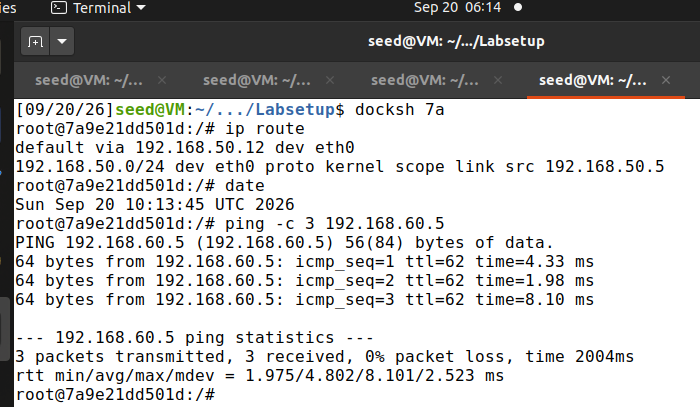 ies Terminal Sep 20 06:14
seed@VM: ~/.../Labsetup
seed@VM: ~/... × seed@VM: ~/... × seed@VM: ~/... × seed@VM: ~/... ×
[09/20/26]seed@VM:~/.../Labsetup$ docksh 7a
root@7a9e21dd501d:/# ip route
default via 192.168.50.12 dev eth0
192.168.50.0/24 dev eth0 proto kernel scope link src 192.168.50.5
root@7a9e21dd501d:/# date
Sun Sep 20 10:13:45 UTC 2026
root@7a9e21dd501d:/# ping -c 3 192.168.60.5
PING 192.168.60.5 (192.168.60.5) 56(84) bytes of data.
64 bytes from 192.168.60.5: icmp_seq=1 ttl=62 time=4.33 ms
64 bytes from 192.168.60.5: icmp_seq=2 ttl=62 time=1.98 ms
64 bytes from 192.168.60.5: icmp_seq=3 ttl=62 time=8.10 ms
--- 192.168.60.5 ping statistics ---
3 packets transmitted, 3 received, 0% packet loss, time 2004ms
rtt min/avg/max/mdev = 1.975/4.802/8.101/2.523 ms
root@7a9e21dd501d:/#